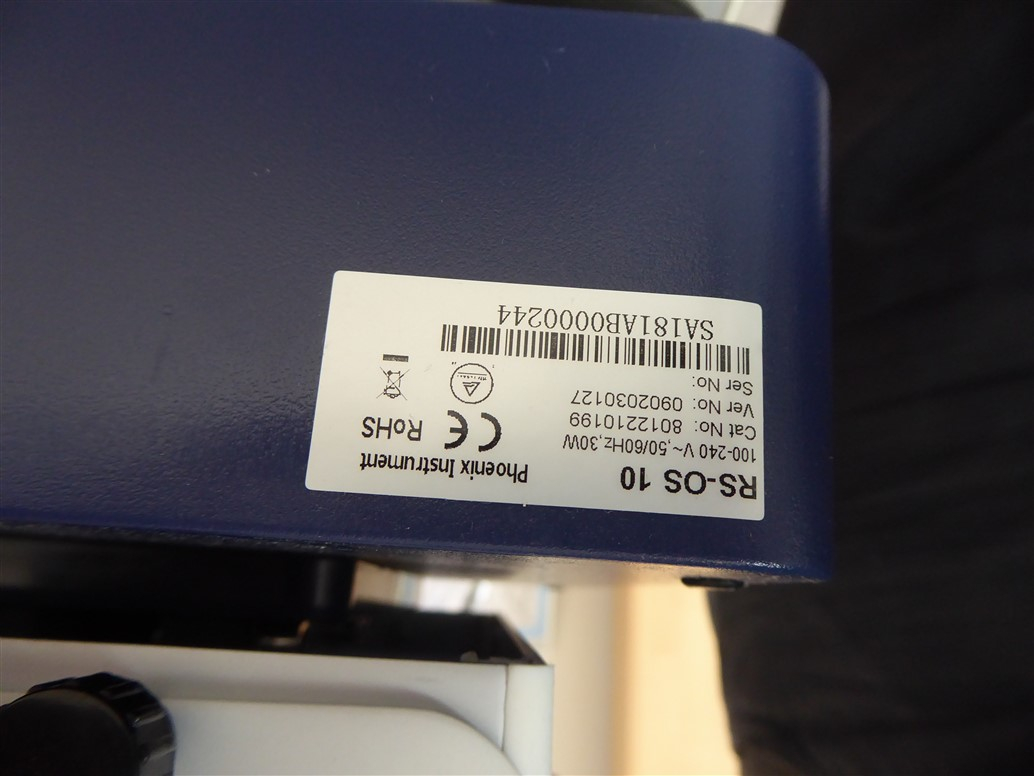 RS-OS 10
Phoenix Instrument
100-240 V~,50/60Hz,30W
Cat No: 8012210199
Ver No: 0902030127
Ser No:
CE RoHS
SA181AB0000244